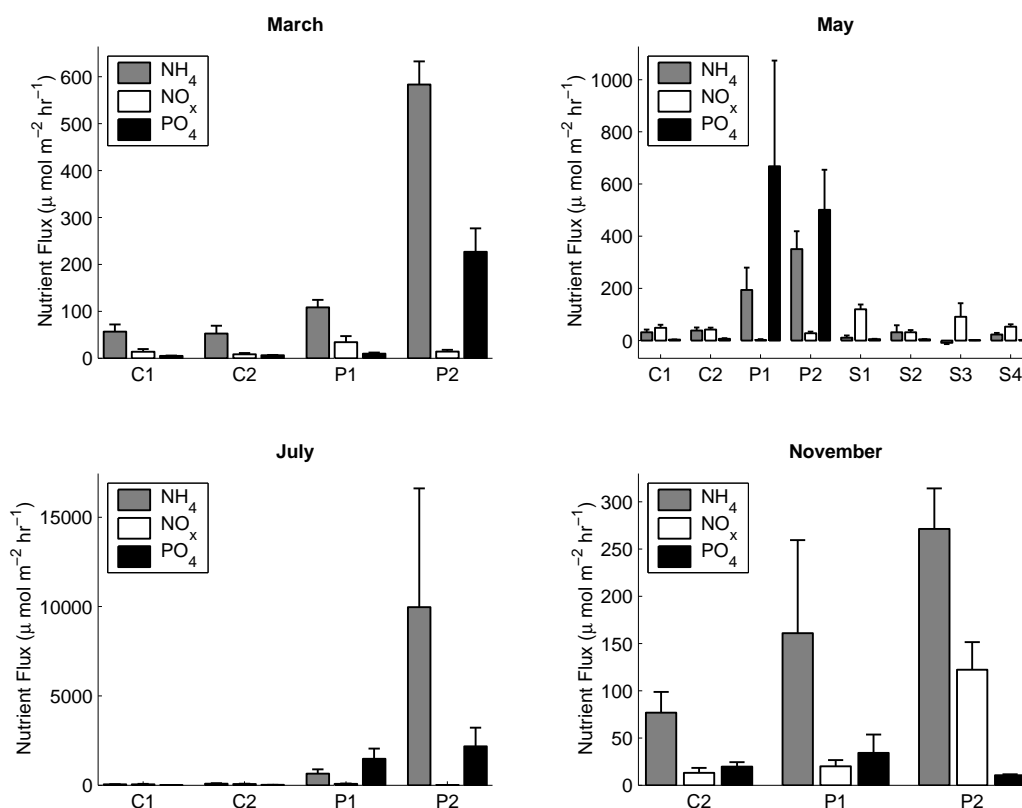 March
Nutrient Flux (μ mol m⁻² hr⁻¹)
600
500
400
300
200
100
0
NH₄
NOₓ
PO₄
C1 C2 P1 P2
May
Nutrient Flux (μ mol m⁻² hr⁻¹)
1000
800
600
400
200
0
NH₄
NOₓ
PO₄
C1 C2 P1 P2 S1 S2 S3 S4
July
Nutrient Flux (μ mol m⁻² hr⁻¹)
15000
10000
5000
0
NH₄
NOₓ
PO₄
C1 C2 P1 P2
November
Nutrient Flux (μ mol m⁻² hr⁻¹)
300
250
200
150
100
50
0
NH₄
NOₓ
PO₄
C2 P1 P2